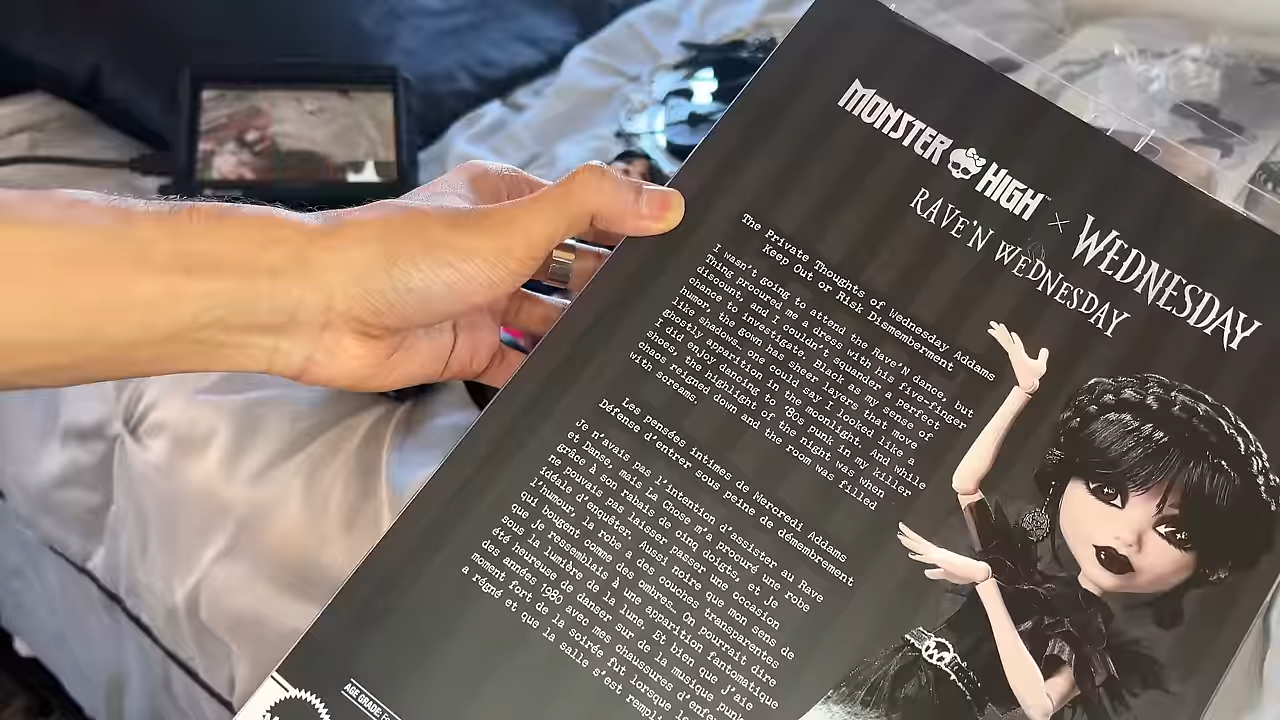 MONSTER HIGH™ × WEDNESDAY
RAVE'N WEDNESDAY
The Private Thoughts of Wednesday Addams
Keep Out or Risk Dismemberment
I wasn't going to attend the Rave'N dance, but
Thing procured me a dress with his five-finger
discount, and I couldn't squander a perfect
chance to investigate. Black as my sense of
humor, the gown has sheer layers that move
like shadows… one could say I looked like a
ghostly apparition in the moonlight. And while
I did enjoy dancing to '80s punk in my killer
shoes, the highlight of the night was when
chaos reigned down and the room was filled
with screams.
Les pensées intimes de Mercredi Addams
Défense d'entrer sous peine de démembrement
Je n'avais pas l'intention d'assister au Rave
et Danse, mais La Chose m'a procuré une robe
grâce à son rabais de cinq doigts, et je
ne pouvais pas laisser passer une occasion
idéale d'enquêter. Aussi noire que mon sens de
l'humour, la robe a des couches transparentes
qui bougent comme des ombres… On pourrait dire
que je ressemblais à une apparition fantomatique
sous la lumière de la lune. Et bien que j'aie
été heureuse de danser sur de la musique punk
des années 1980 avec mes chaussures d'enfer,
moment fort de la soirée fut lorsque le
a régné et que la salle s'est rempli
AGE GRADE: